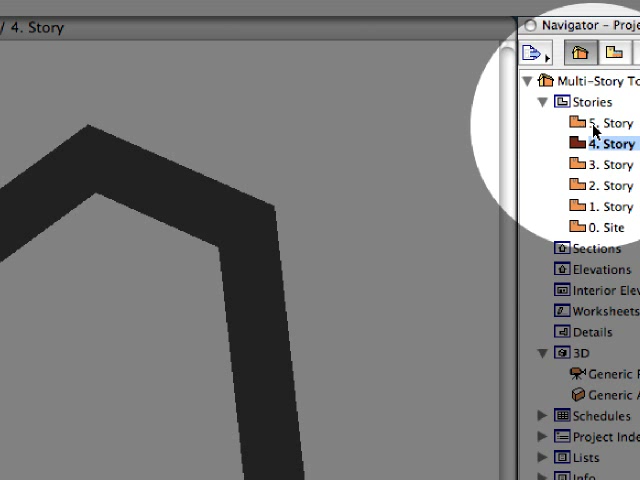 / 4. Story
Navigator - Proje
Multi-Story To
Stories
5. Story
4. Story
3. Story
2. Story
1. Story
0. Site
Sections
Elevations
Interior Elev
Worksheets
Details
3D
Generic P
Generic A
Schedules
Project Inde
Lists
Info